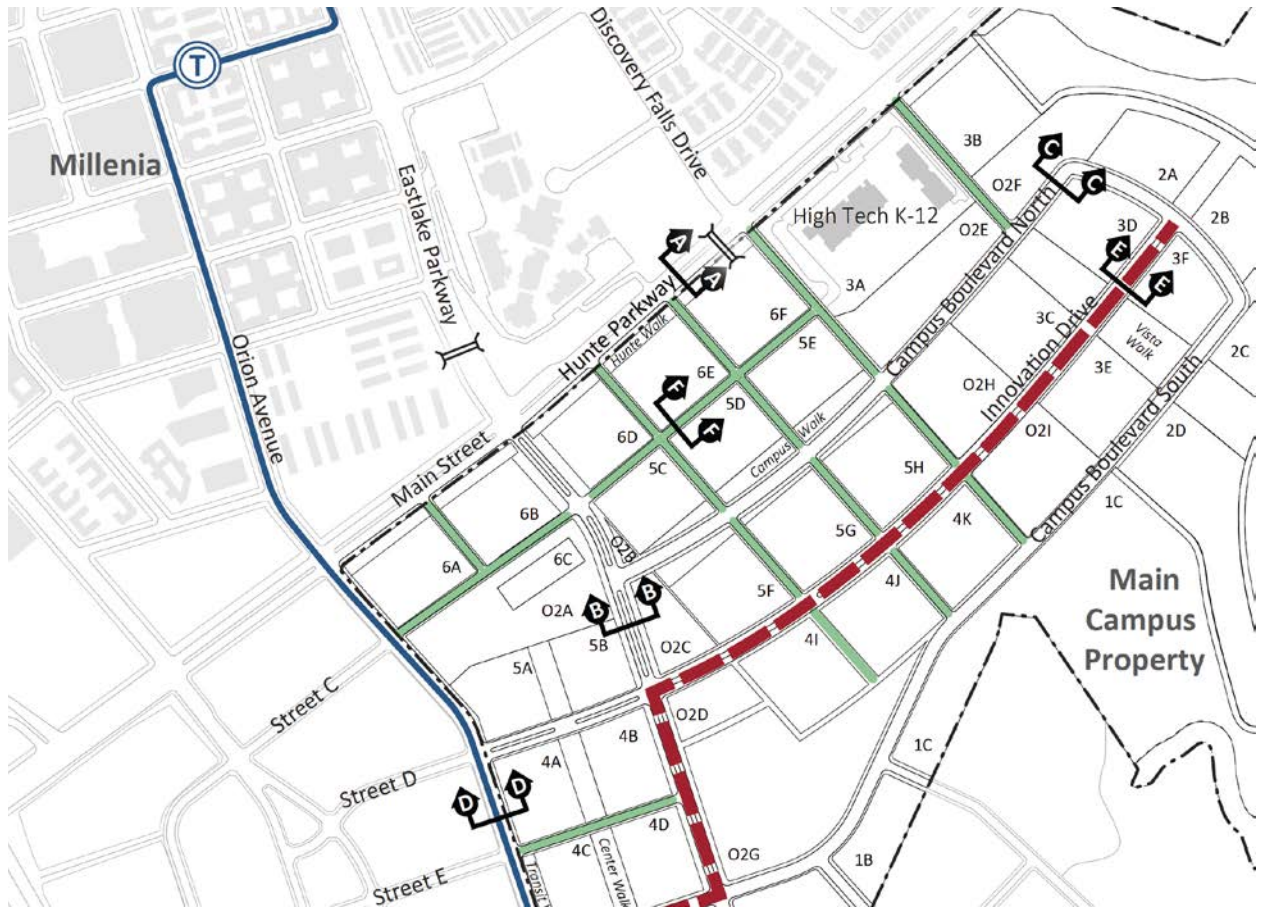 T
Discovery Falls Drive
Millenia
Eastlake Parkway
3B
C
C
2A
O2F
High Tech K-12
O2E
2B
3D
A
A
E
E
3F
Campus Boulevard North
3A
Hunte Parkway
Hunte Walk
6F
3C
Innovation Drive
Vista
Walk
2C
Orion Avenue
5E
6E
3E
F
F
5D
O2H
6D
Campus Walk
O2I
2D
Main Street
5C
Campus Boulevard South
5H
1C
6B
4K
5G
O2B
6C
6A
4J
Main
Campus
Property
5F
B
B
O2A
4I
5B
O2C
5A
Street C
O2D
4B
4A
1C
Street D
D
D
4D
4C
Center Walk
O2G
1B
Transit
Street E